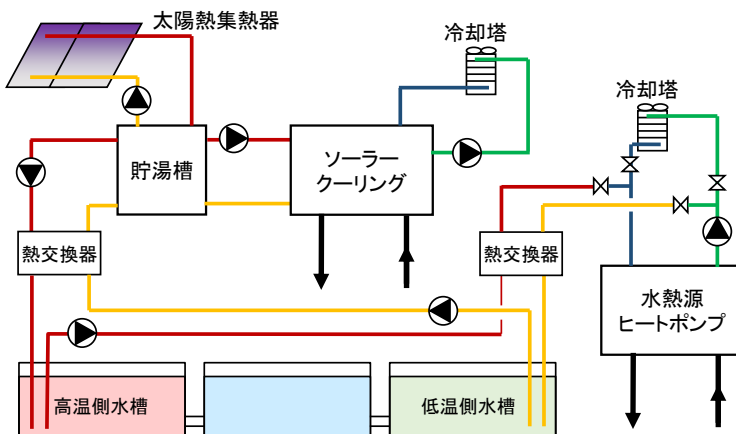 太陽熱集熱器
冷却塔
冷却塔
貯湯槽
ソーラー
クーリング
熱交換器
熱交換器
水熱源
ヒートポンプ
高温側水槽
低温側水槽